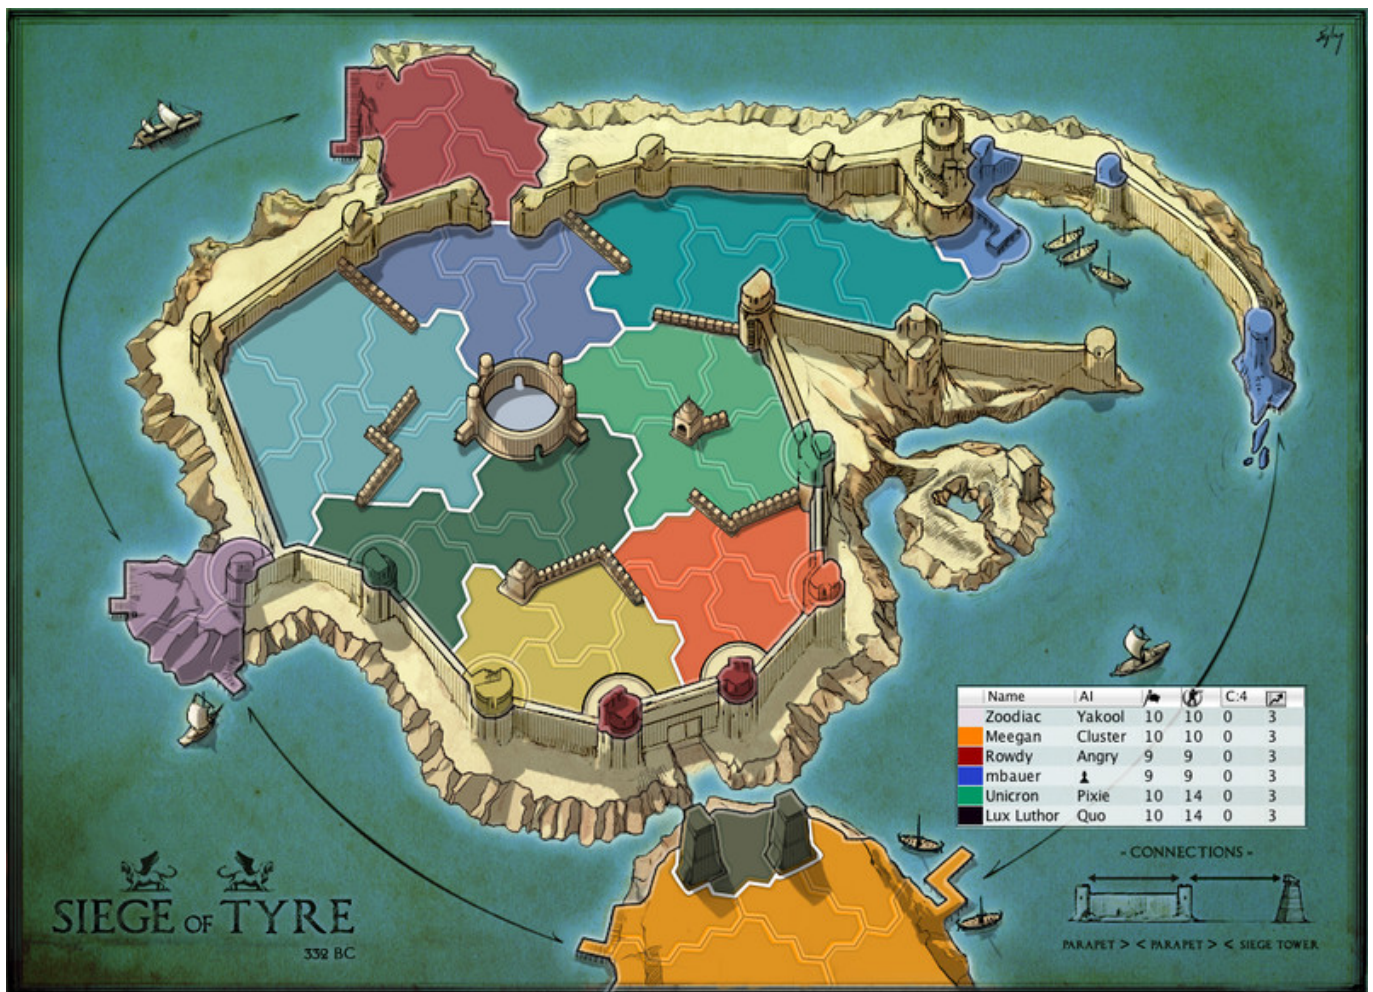 Name AI C:4
Zoodiac Yakool 10 10 0 3
Meegan Cluster 10 10 0 3
Rowdy Angry 9 9 0 3
mbauer 9 9 0 3
Unicron Pixie 10 14 0 3
Lux Luthor Quo 10 14 0 3
- CONNECTIONS -
PARAPET > < PARAPET > < SIEGE TOWER
SIEGE OF TYRE
332 BC